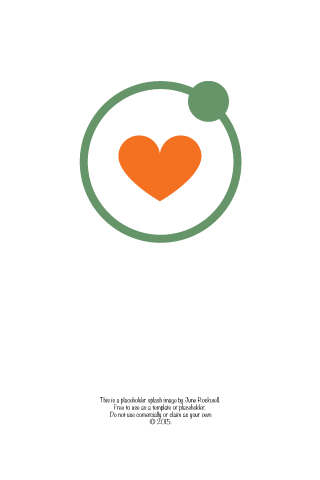 This is a placeholder splash image by June Rockwell.
Free to use as a template or placeholder.
Do not use comercially or claim as your own
© 2015.